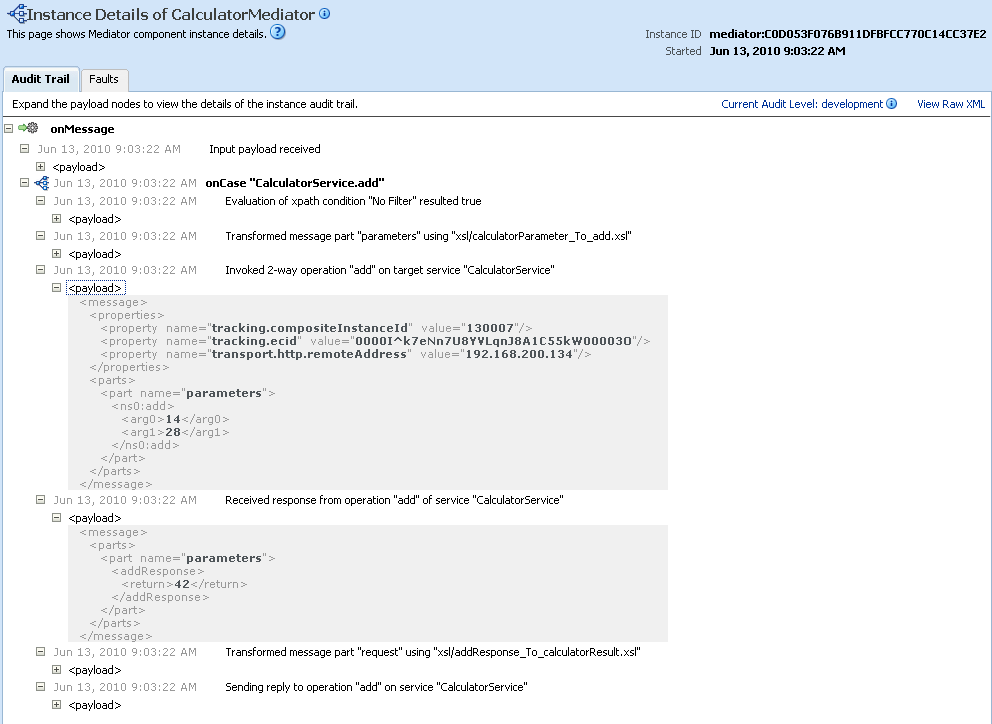 Instance Details of CalculatorMediator
This page shows Mediator component instance details.
Instance ID mediator:C0D053F076B911DFBFCC770C14CC37E2
Started Jun 13, 2010 9:03:22 AM
Audit Trail Faults
Expand the payload nodes to view the details of the instance audit trail. Current Audit Level: development View Raw XML
onMessage
Jun 13, 2010 9:03:22 AM Input payload received
<payload>
Jun 13, 2010 9:03:22 AM onCase "CalculatorService.add"
Jun 13, 2010 9:03:22 AM Evaluation of xpath condition "No Filter" resulted true
<payload>
Jun 13, 2010 9:03:22 AM Transformed message part "parameters" using "xsl/calculatorParameter_To_add.xsl"
<payload>
Jun 13, 2010 9:03:22 AM Invoked 2-way operation "add" on target service "CalculatorService"
<payload>
<message>
<properties>
<property name="tracking.compositeInstanceId" value="130007"/>
<property name="tracking.ecid" value="0000I^k7eNn7U8YVLqnJ8A1C55kW00003O"/>
<property name="transport.http.remoteAddress" value="192.168.200.134"/>
</properties>
<parts>
<part name="parameters">
<ns0:add>
<arg0>14</arg0>
<arg1>28</arg1>
</ns0:add>
</part>
</parts>
</message>
Jun 13, 2010 9:03:22 AM Received response from operation "add" of service "CalculatorService"
<payload>
<message>
<parts>
<part name="parameters">
<addResponse>
<return>42</return>
</addResponse>
</part>
</parts>
</message>
Jun 13, 2010 9:03:22 AM Transformed message part "request" using "xsl/addResponse_To_calculatorResult.xsl"
<payload>
Jun 13, 2010 9:03:22 AM Sending reply to operation "add" on service "CalculatorService"
<payload>